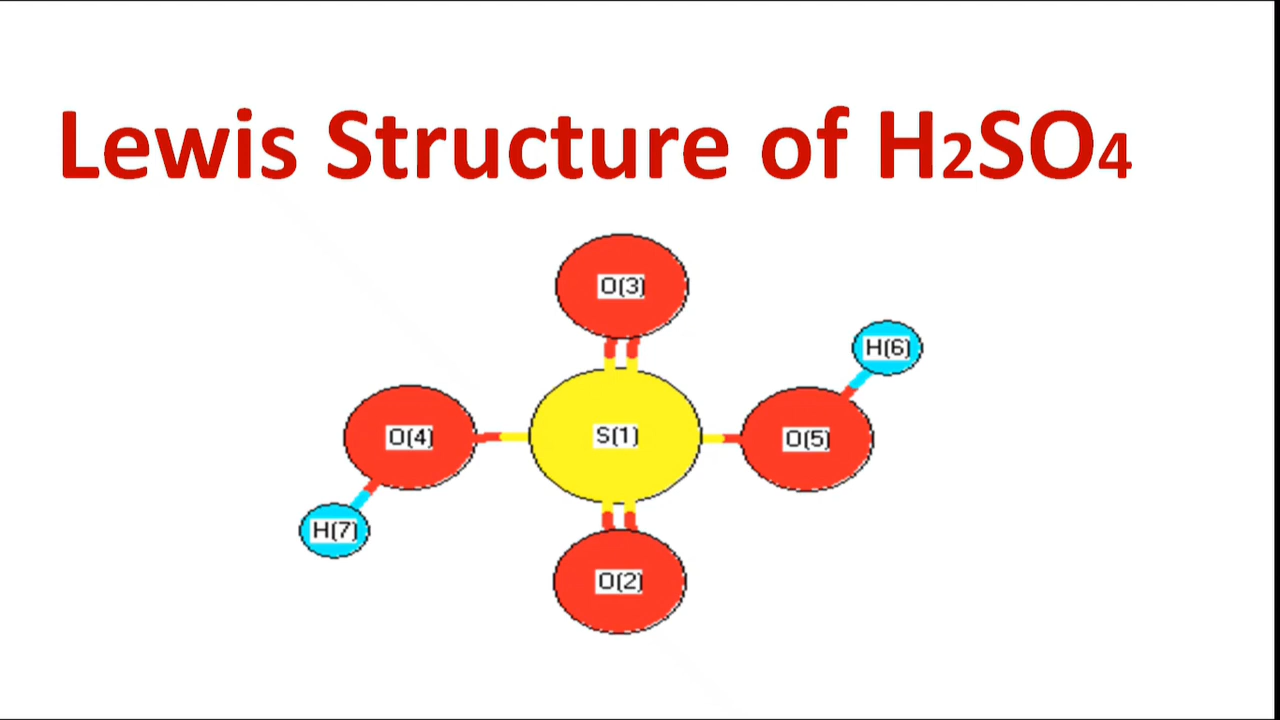 Lewis Structure of H2SO4
O(3)
H(6)
O(4)
S(1)
O(5)
H(7)
O(2)